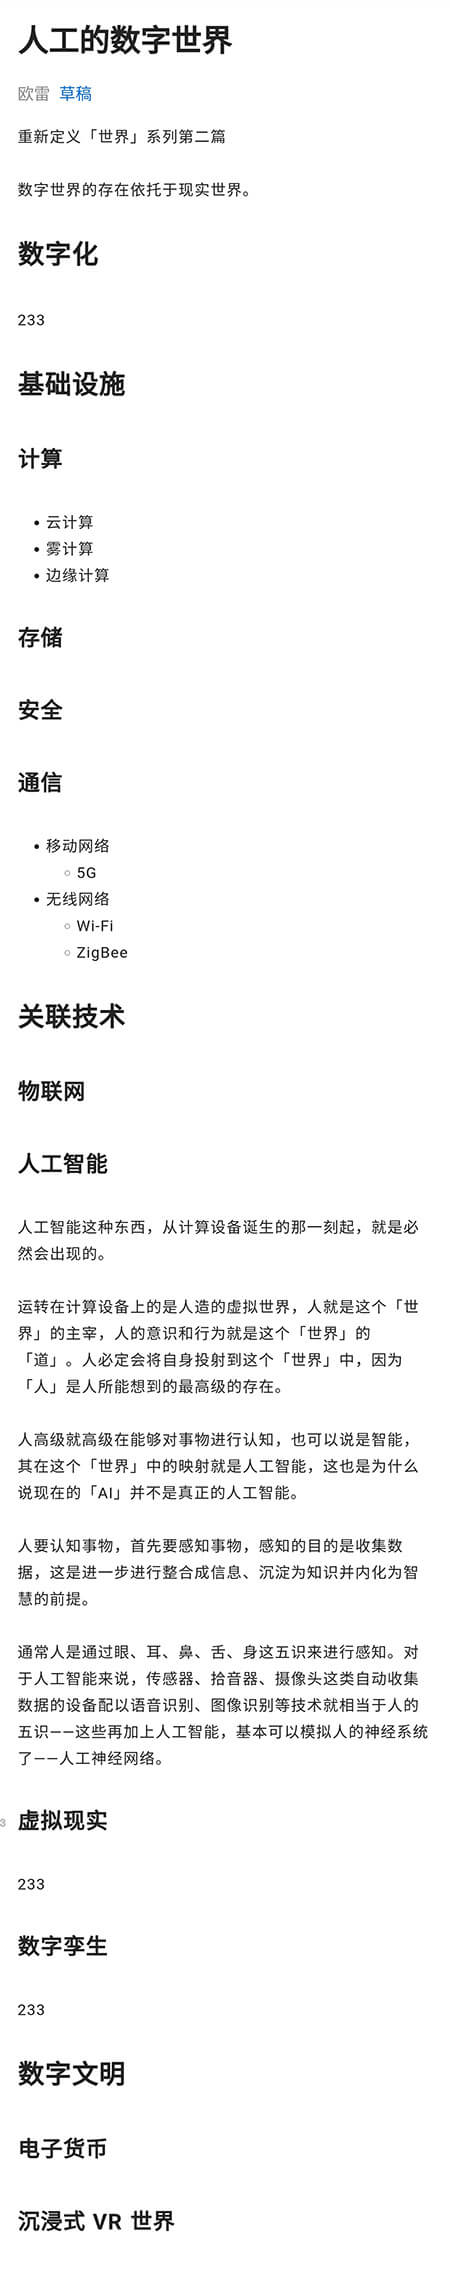 人工的数字世界
欧雷 草稿
重新定义「世界」系列第二篇
数字世界的存在依托于现实世界。
数字化
233
基础设施
计算
• 云计算
• 雾计算
• 边缘计算
存储
安全
通信
• 移动网络
◦ 5G
• 无线网络
◦ Wi-Fi
◦ ZigBee
关联技术
物联网
人工智能
人工智能这种东西，从计算设备诞生的那一刻起，就是必
然会出现的。
运转在计算设备上的是人造的虚拟世界，人就是这个「世
界」的主宰，人的意识和行为就是这个「世界」的
「道」。人必定会将自身投射到这个「世界」中，因为
「人」是人所能想到的最高级的存在。
人高级就高级在能够对事物进行认知，也可以说是智能，
其在这个「世界」中的映射就是人工智能，这也是为什么
说现在的「AI」并不是真正的人工智能。
人要认知事物，首先要感知事物，感知的目的是收集数
据，这是进一步进行整合成信息、沉淀为知识并内化为智
慧的前提。
通常人是通过眼、耳、鼻、舌、身这五识来进行感知。对
于人工智能来说，传感器、拾音器、摄像头这类自动收集
数据的设备配以语音识别、图像识别等技术就相当于人的
五识——这些再加上人工智能，基本可以模拟人的神经系统
了——人工神经网络。
3 虚拟现实
233
数字孪生
233
数字文明
电子货币
沉浸式 VR 世界